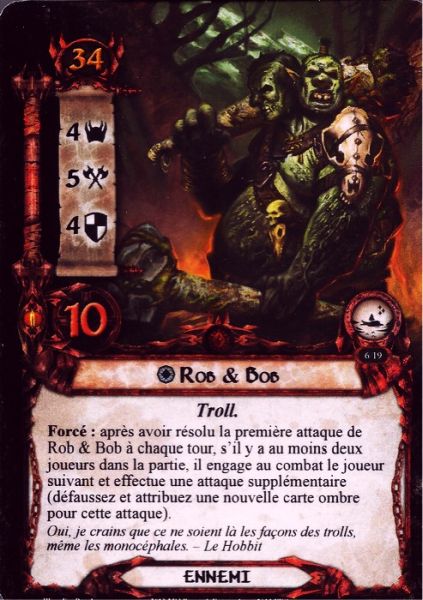 34
4
5
4
10
6 19
Rob & Bob
Troll.
Forcé : après avoir résolu la première attaque de
Rob & Bob à chaque tour, s'il y a au moins deux
joueurs dans la partie, il engage au combat le joueur
suivant et effectue une attaque supplémentaire
(défaussez et attribuez une nouvelle carte ombre
pour cette attaque).
Oui, je crains que ce ne soient là les façons des trolls,
même les monocéphales. – Le Hobbit
ENNEMI